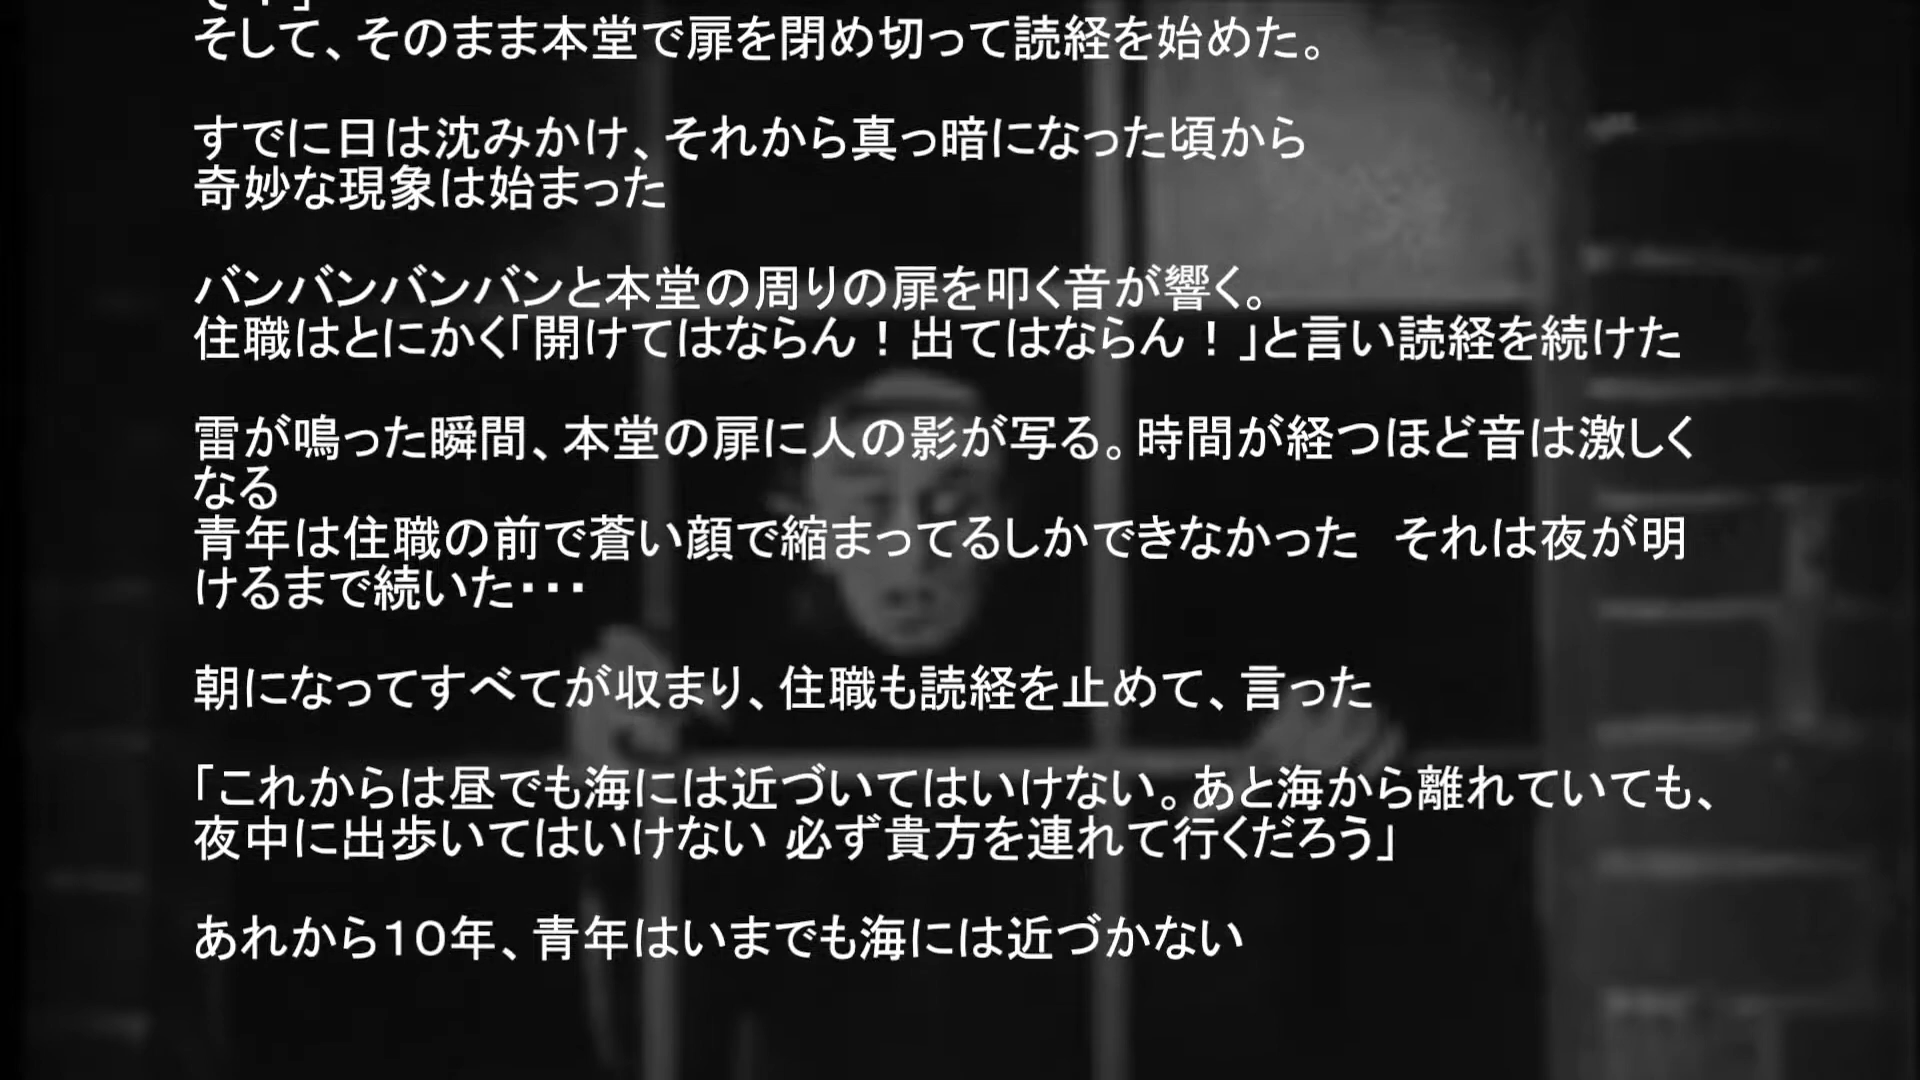 そして、そのまま本堂で扉を閉め切って読経を始めた。
すでに日は沈みかけ、それから真っ暗になった頃から
奇妙な現象は始まった
バンバンバンバンと本堂の周りの扉を叩く音が響く。
住職はとにかく「開けてはならん！出てはならん！」と言い読経を続けた
雷が鳴った瞬間、本堂の扉に人の影が写る。時間が経つほど音は激しく
なる
青年は住職の前で蒼い顔で縮まってるしかできなかった　それは夜が明
けるまで続いた・・・
朝になってすべてが収まり、住職も読経を止めて、言った
「これからは昼でも海には近づいてはいけない。あと海から離れていても、
夜中に出歩いてはいけない 必ず貴方を連れて行くだろう」
あれから１０年、青年はいまでも海には近づかない